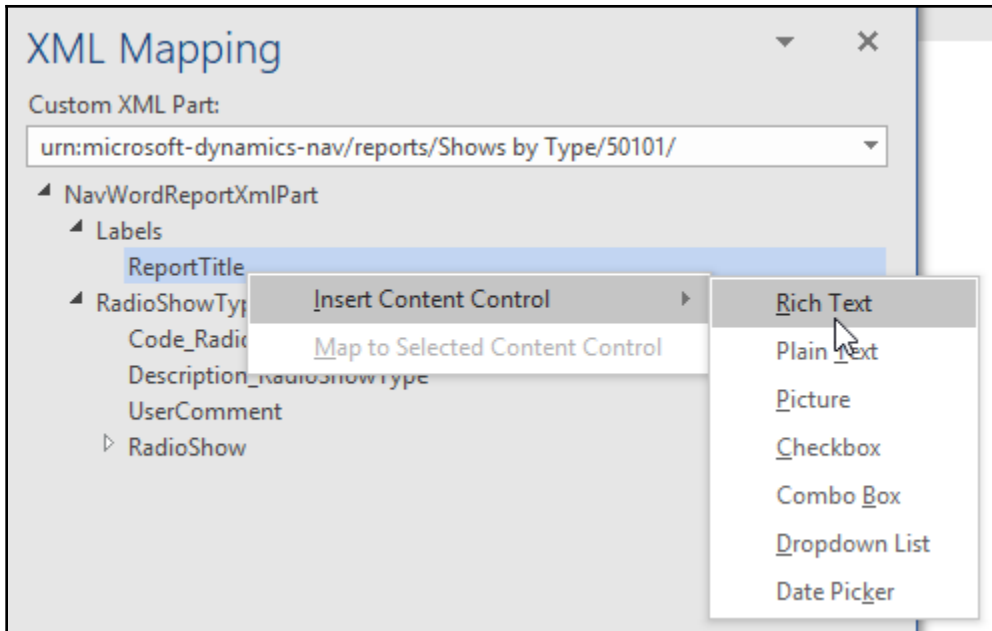 XML Mapping
Custom XML Part:
urn:microsoft-dynamics-nav/reports/Shows by Type/50101/
NavWordReportXmlPart
Labels
ReportTitle
Insert Content Control
Rich Text
Map to Selected Content Control
Plain Text
Description_RadioShowType
Picture
UserComment
RadioShow
Checkbox
Combo Box
Dropdown List
Date Picker